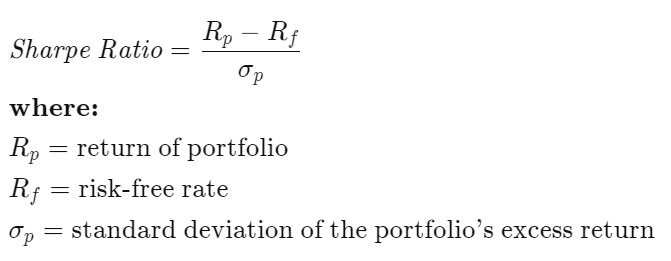 Sharpe Ratio = \frac{R_p − R_f}{σ_p}
where:
R_p = return of portfolio
R_f = risk-free rate
σ_p = standard deviation of the portfolio’s excess return